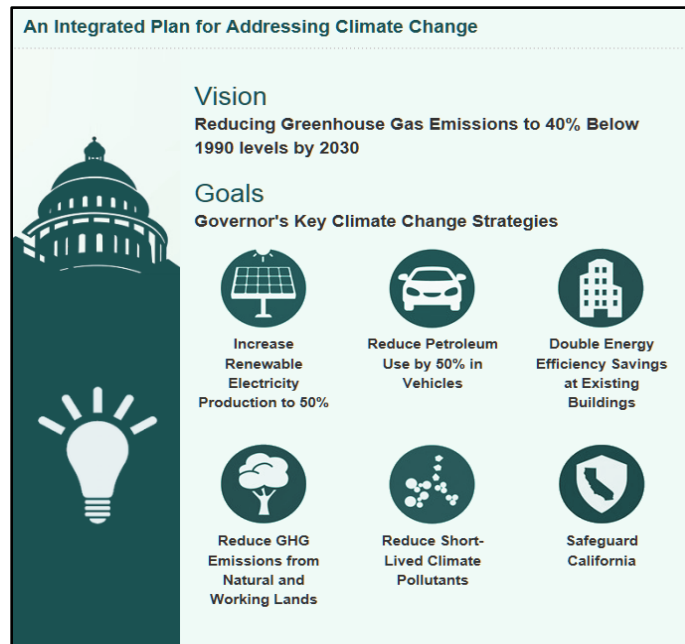 An Integrated Plan for Addressing Climate Change
Vision
Reducing Greenhouse Gas Emissions to 40% Below
1990 levels by 2030
Goals
Governor's Key Climate Change Strategies
Increase
Renewable
Electricity
Production to 50%
Reduce Petroleum
Use by 50% in
Vehicles
Double Energy
Efficiency Savings
at Existing
Buildings
Reduce GHG
Emissions from
Natural and
Working Lands
Reduce Short-
Lived Climate
Pollutants
Safeguard
California